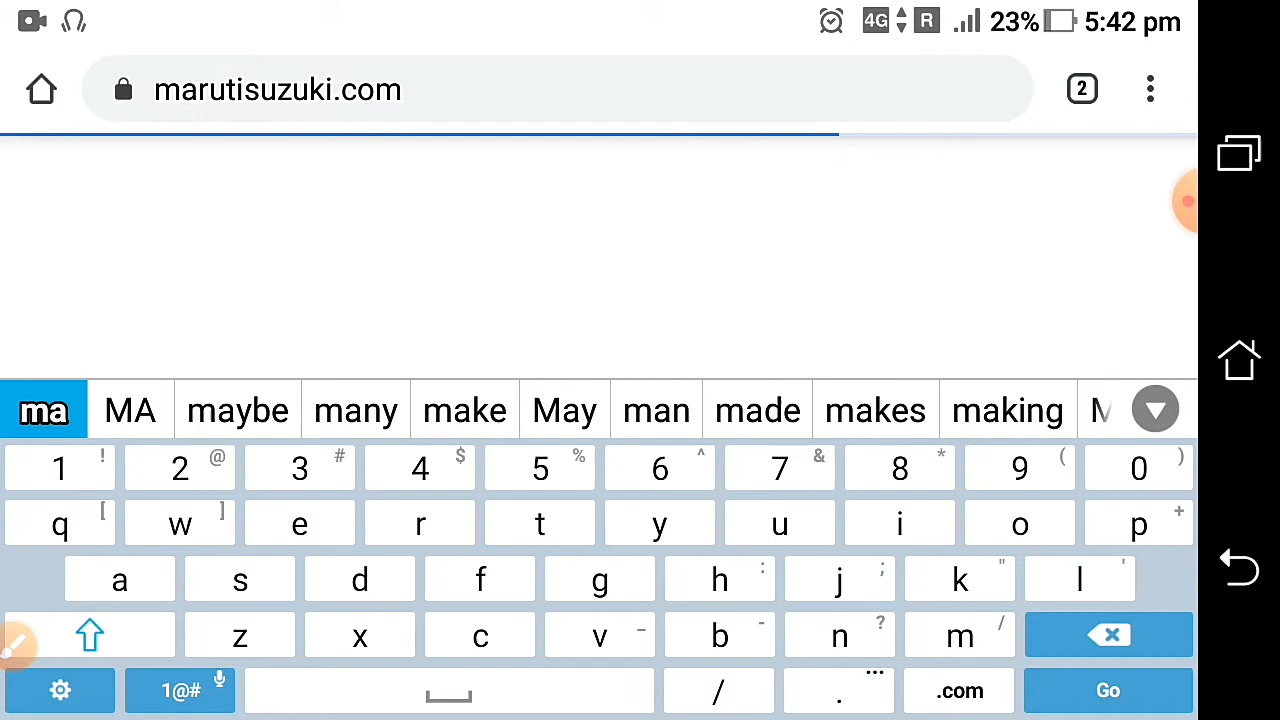 4G R 23% 5:42 pm
marutisuzuki.com 2
ma MA maybe many make May man made makes making
1 ! 2 @ 3 # 4 $ 5 % 6 ^ 7 & 8 * 9 ( 0 )
q [ w ] e r t y u i o p +
a s d f g h : j ; k " l '
z x c v _ b - n ? m /
1@# / . ... .com Go